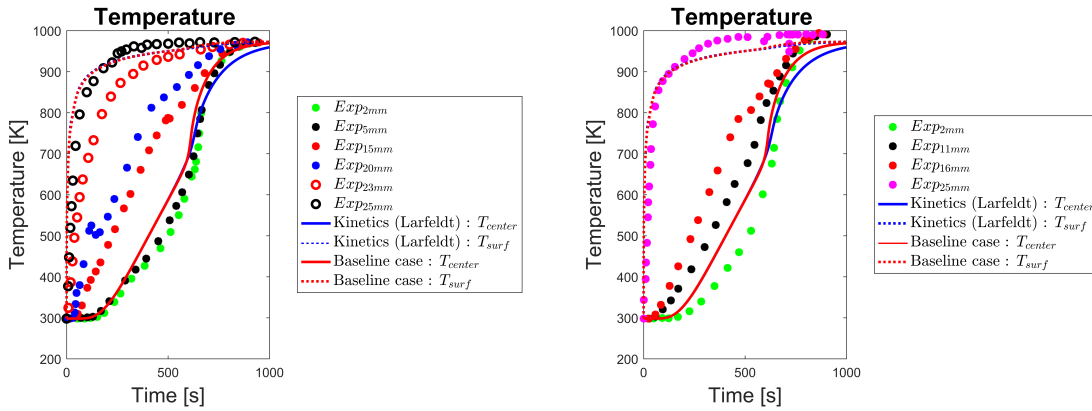 Temperature
1000
900
800
700
600
500
400
300
200
0
500
1000
Temperature [K]
Time [s]
Exp2mm
Exp5mm
Exp15mm
Exp20mm
Exp23mm
Exp25mm
Kinetics (Larfeldt) : Tcenter
Kinetics (Larfeldt) : Tsurf
Baseline case : Tcenter
Baseline case : Tsurf
Temperature
1000
900
800
700
600
500
400
300
200
0
500
1000
Temperature [K]
Time [s]
Exp2mm
Exp11mm
Exp16mm
Exp25mm
Kinetics (Larfeldt) : Tcenter
Kinetics (Larfeldt) : Tsurf
Baseline case : Tcenter
Baseline case : Tsurf